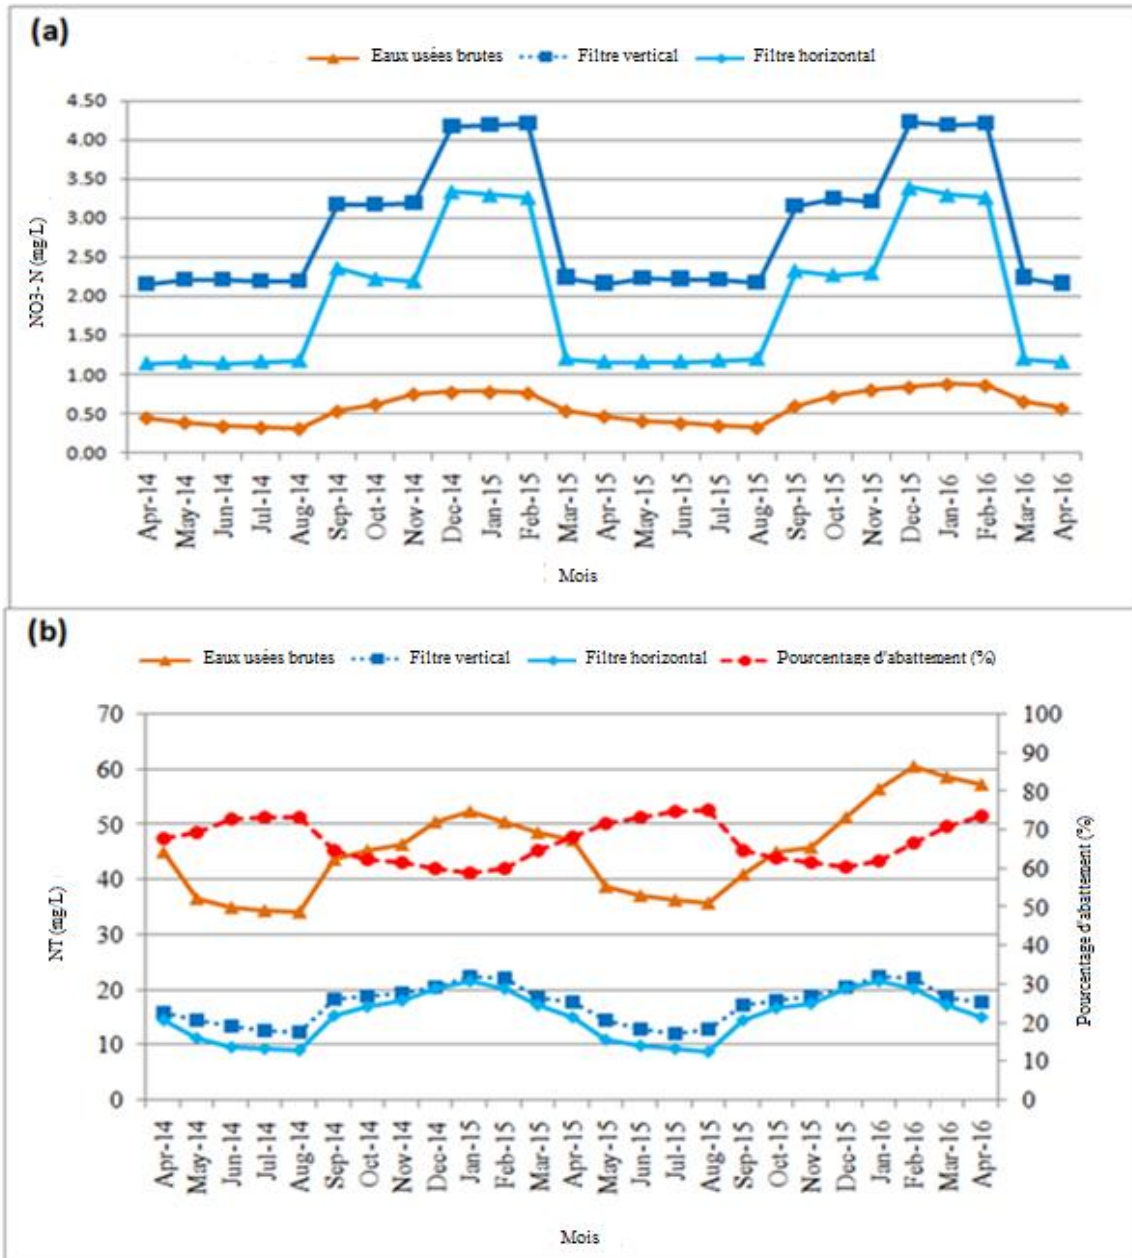 (a)
Eaux usées brutes Filtre vertical Filtre horizontal
4.50
4.00
3.50
3.00
2.50
2.00
1.50
1.00
0.50
0.00
NO3- N (mg/L)
Apr-14 May-14 Jun-14 Jul-14 Aug-14 Sep-14 Oct-14 Nov-14 Dec-14 Jan-15 Feb-15 Mar-15 Apr-15 May-15 Jun-15 Jul-15 Aug-15 Sep-15 Oct-15 Nov-15 Dec-15 Jan-16 Feb-16 Mar-16 Apr-16
Mois
(b)
Eaux usées brutes Filtre vertical Filtre horizontal Pourcentage d'abattement (%)
70
60
50
40
30
20
10
0
NT (mg/L)
100
90
80
70
60
50
40
30
20
10
0
Pourcentage d'abattement (%)
Apr-14 May-14 Jun-14 Jul-14 Aug-14 Sep-14 Oct-14 Nov-14 Dec-14 Jan-15 Feb-15 Mar-15 Apr-15 May-15 Jun-15 Jul-15 Aug-15 Sep-15 Oct-15 Nov-15 Dec-15 Jan-16 Feb-16 Mar-16 Apr-16
Mois